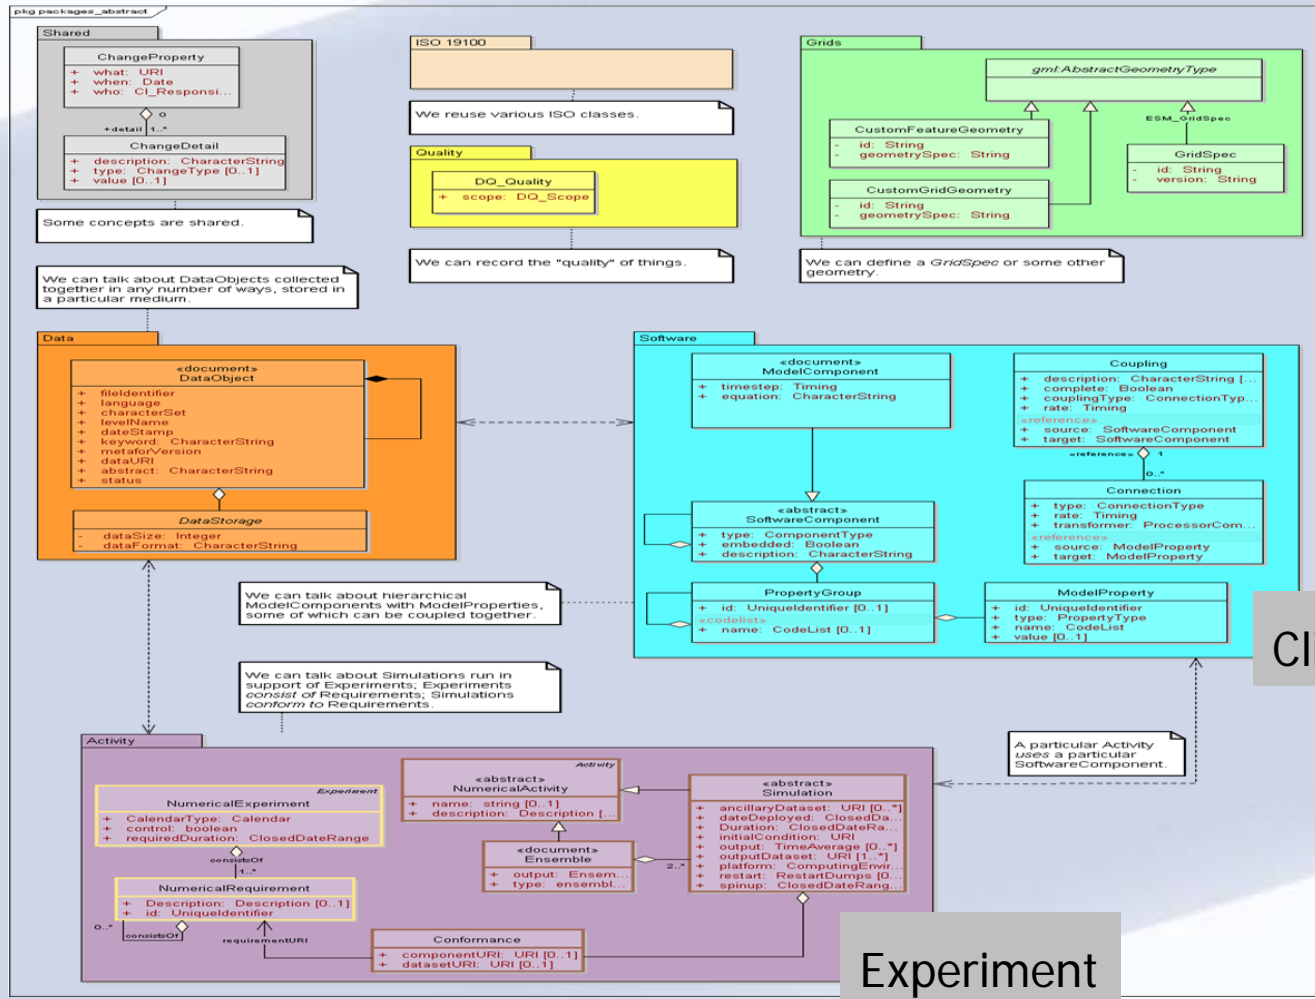 pkg packages_abstract
Shared
ChangeProperty
+ what: URI
+ when: Date
+ who: CI_Responsi...
0
+detail 1..*
ChangeDetail
+ description: CharacterString
+ type: ChangeType [0..1]
+ value [0..1]
Some concepts are shared.
ISO 19100
We reuse various ISO classes.
Quality
DQ_Quality
+ scope: DQ_Scope
We can record the "quality" of things.
Grids
gml:AbstractGeometryType
ESM_GridSpec
CustomFeatureGeometry
- id: String
- geometrySpec: String
GridSpec
- id: String
- version: String
CustomGridGeometry
- id: String
- geometrySpec: String
We can define a GridSpec or some other
geometry.
We can talk about DataObjects collected
together in any number of ways, stored in
a particular medium.
Data
«document»
DataObject
+ fileIdentifier
+ language
+ characterSet
+ levelName
+ dateStamp
+ keyword: CharacterString
+ metaforVersion
+ dataURI
+ abstract: CharacterString
+ status
DataStorage
- dataSize: Integer
- dataFormat: CharacterString
Software
«document»
ModelComponent
+ timestep: Timing
+ equation: CharacterString
Coupling
+ description: CharacterString [...
+ complete: Boolean
+ couplingType: ConnectionTyp...
+ rate: Timing
«reference»
+ source: SoftwareComponent
+ target: SoftwareComponent
«reference» 1
0..*
Connection
+ type: ConnectionType
+ rate: Timing
+ transformer: ProcessorCom...
«reference»
+ source: ModelProperty
+ target: ModelProperty
«abstract»
SoftwareComponent
+ type: ComponentType
+ embedded: Boolean
+ description: CharacterString
PropertyGroup
+ id: UniqueIdentifier [0..1]
«codelist»
+ name: CodeList [0..1]
ModelProperty
+ id: UniqueIdentifier
+ type: PropertyType
+ name: CodeList
+ value [0..1]
We can talk about hierarchical
ModelComponents with ModelProperties,
some of which can be coupled together.
We can talk about Simulations run in
support of Experiments; Experiments
consist of Requirements; Simulations
conform to Requirements.
A particular Activity
uses a particular
SoftwareComponent.
Activity
Experiment
NumericalExperiment
+ CalendarType: Calendar
+ control: boolean
+ requiredDuration: ClosedDateRange
consistsOf
1..*
NumericalRequirement
+ Description: Description [0..1]
+ id: UniqueIdentifier
0..*
consistsOf
requirementURI
Activity
«abstract»
NumericalActivity
+ name: string [0..1]
+ description: Description [...
«document»
Ensemble
+ output: Ensem...
+ type: ensembl...
2..*
«abstract»
Simulation
+ ancillaryDataset: URI [0..*]
+ dateDeployed: ClosedDa...
+ Duration: ClosedDateRa...
+ initialCondition: URI
+ output: TimeAverage [0..*]
+ outputDataset: URI [1..*]
+ platform: ComputingEnvir...
+ restart: RestartDumps [0...
+ spinup: ClosedDateRang...
Conformance
+ componentURI: URI [0..1]
+ datasetURI: URI [0..1]
Experiment